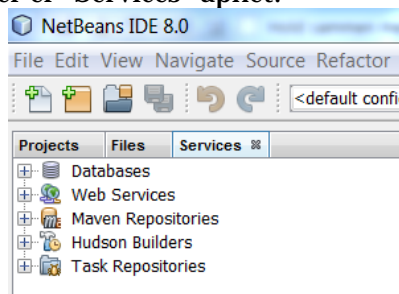 "Services"
NetBeans IDE 8.0
File Edit View Navigate Source Refactor
<default confi
Projects Files Services
Databases
Web Services
Maven Repositories
Hudson Builders
Task Repositories